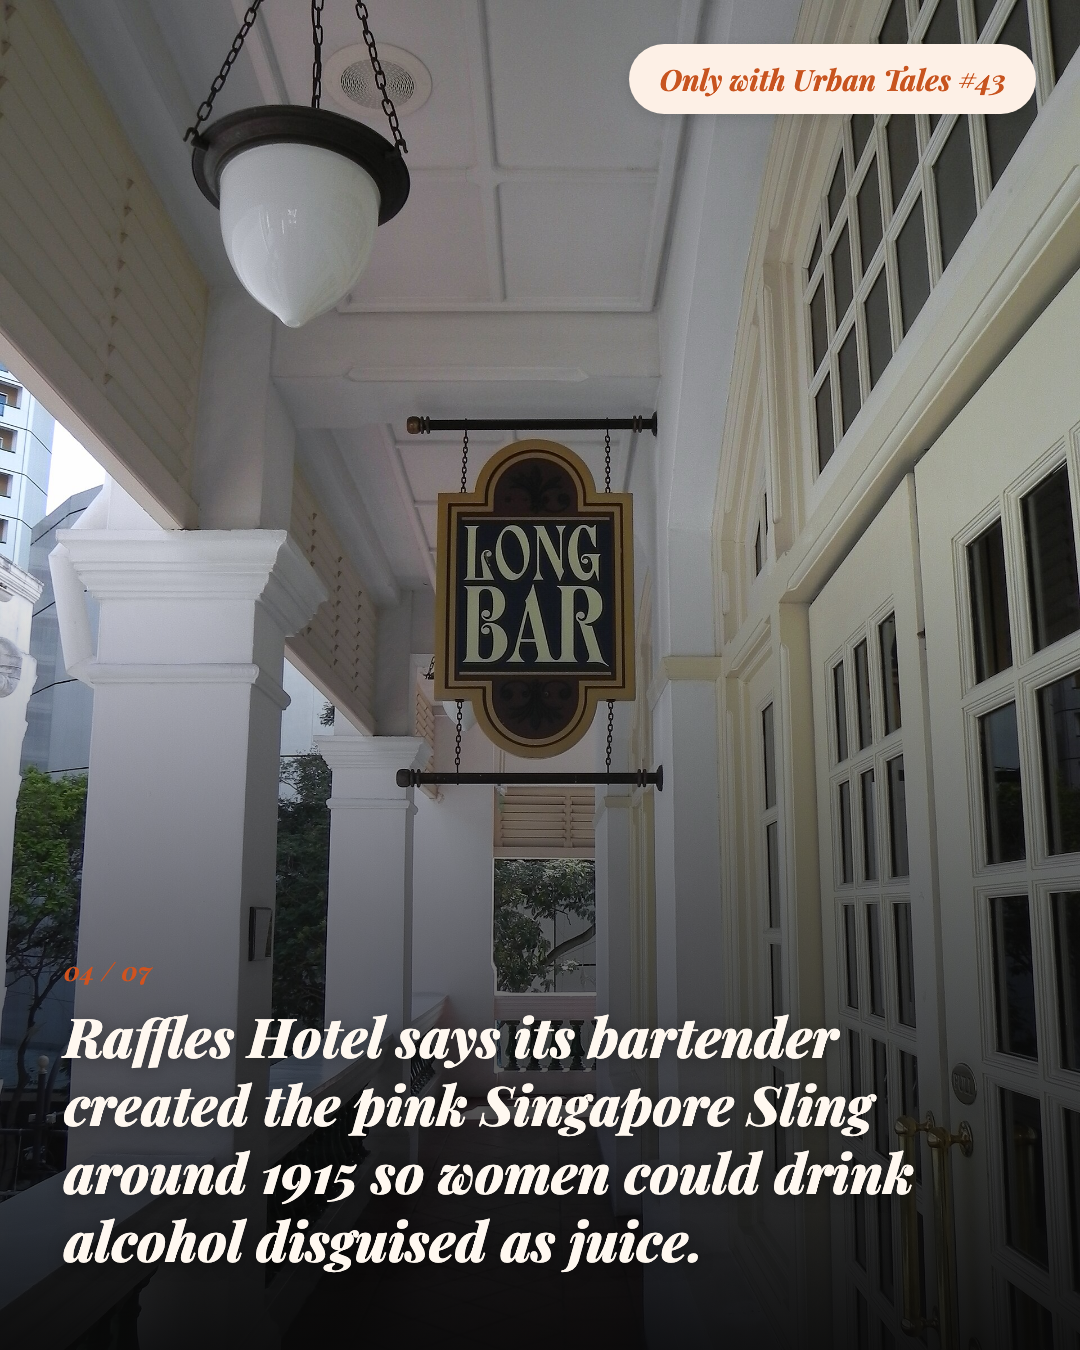 Only with Urban Tales #43
LONG
BAR
04 / 07
Raffles Hotel says its bartender
created the pink Singapore Sling
around 1915 so women could drink
alcohol disguised as juice.